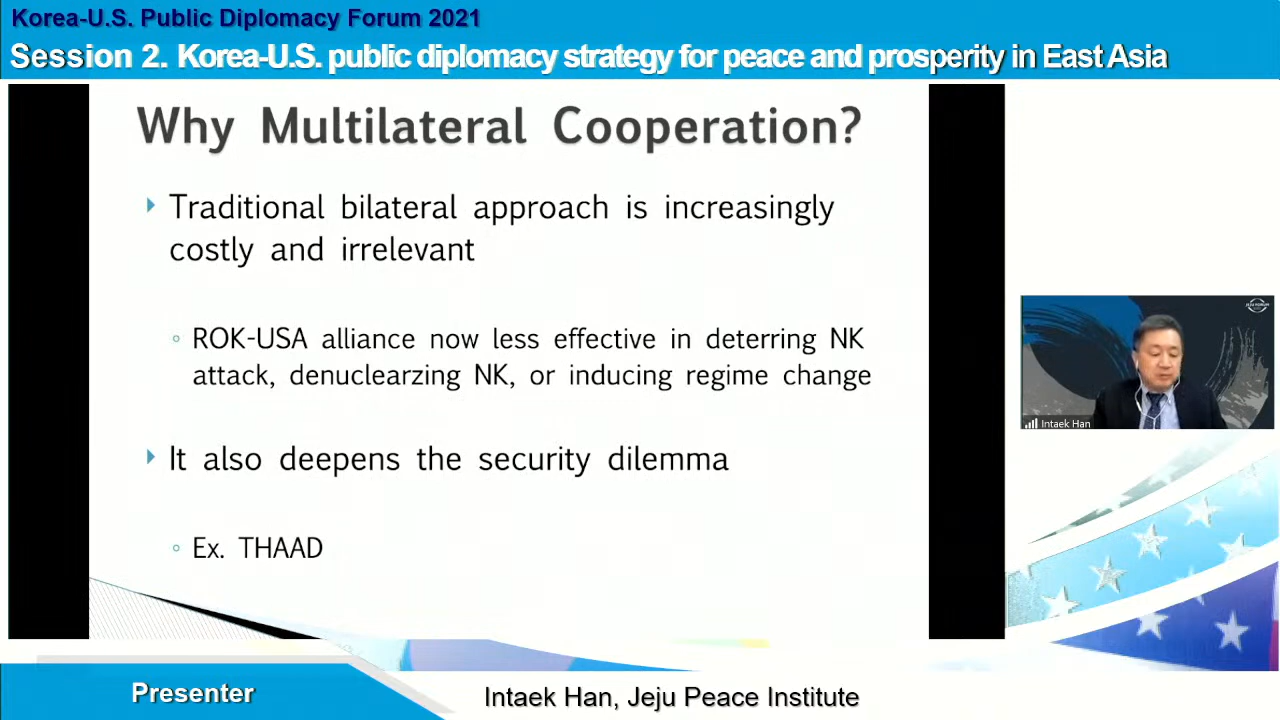 Korea-U.S. Public Diplomacy Forum 2021
Session 2. Korea-U.S. public diplomacy strategy for peace and prosperity in East Asia
Why Multilateral Cooperation?
Traditional bilateral approach is increasingly
costly and irrelevant
ROK-USA alliance now less effective in deterring NK
attack, denuclearzing NK, or inducing regime change
It also deepens the security dilemma
Ex. THAAD
JEJU FORUM
Intaek Han
Presenter
Intaek Han, Jeju Peace Institute